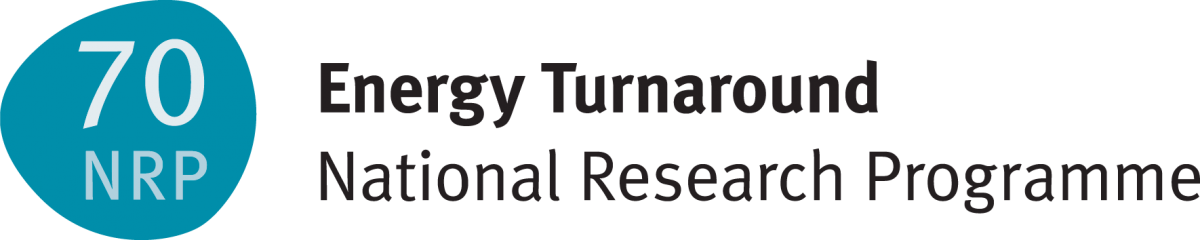 70
NRP
Energy Turnaround
National Research Programme